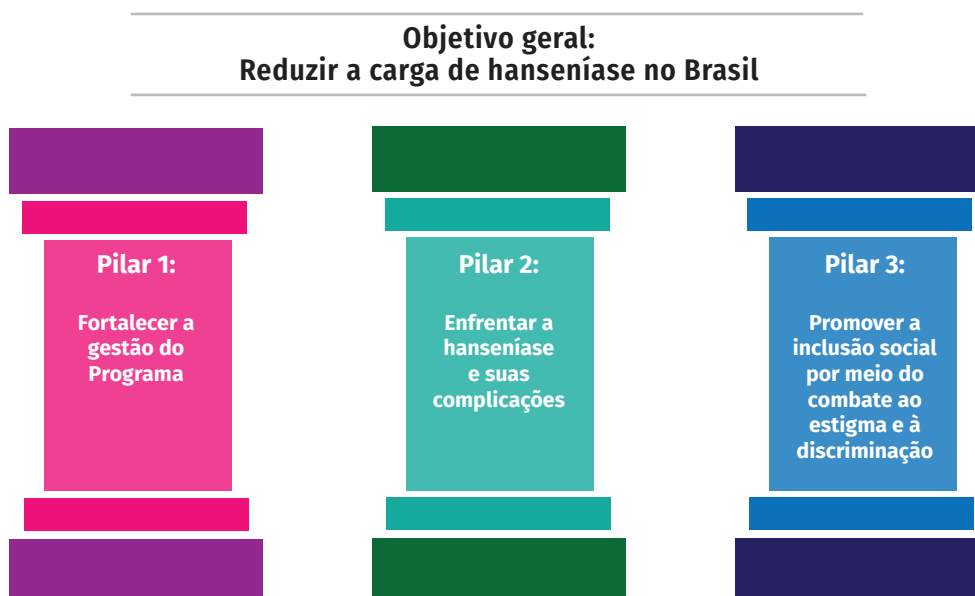 Objetivo geral:
Reduzir a carga de hanseníase no Brasil
Pilar 1:
Fortalecer a
gestão do
Programa
Pilar 2:
Enfrentar a
hanseníase
e suas
complicações
Pilar 3:
Promover a
inclusão social
por meio do
combate ao
estigma e à
discriminação